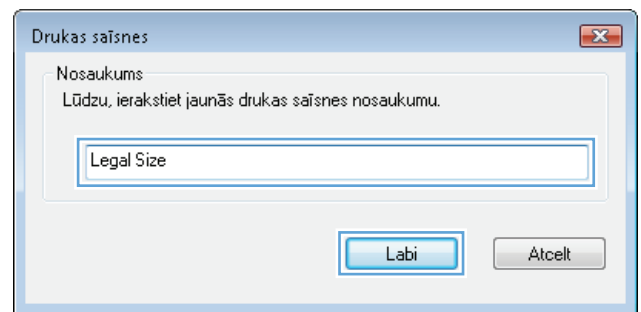 Drukas saīsnes
Nosaukums
Lūdzu, ierakstiet jaunās drukas saīsnes nosaukumu.
Legal Size
Labi
Atcelt